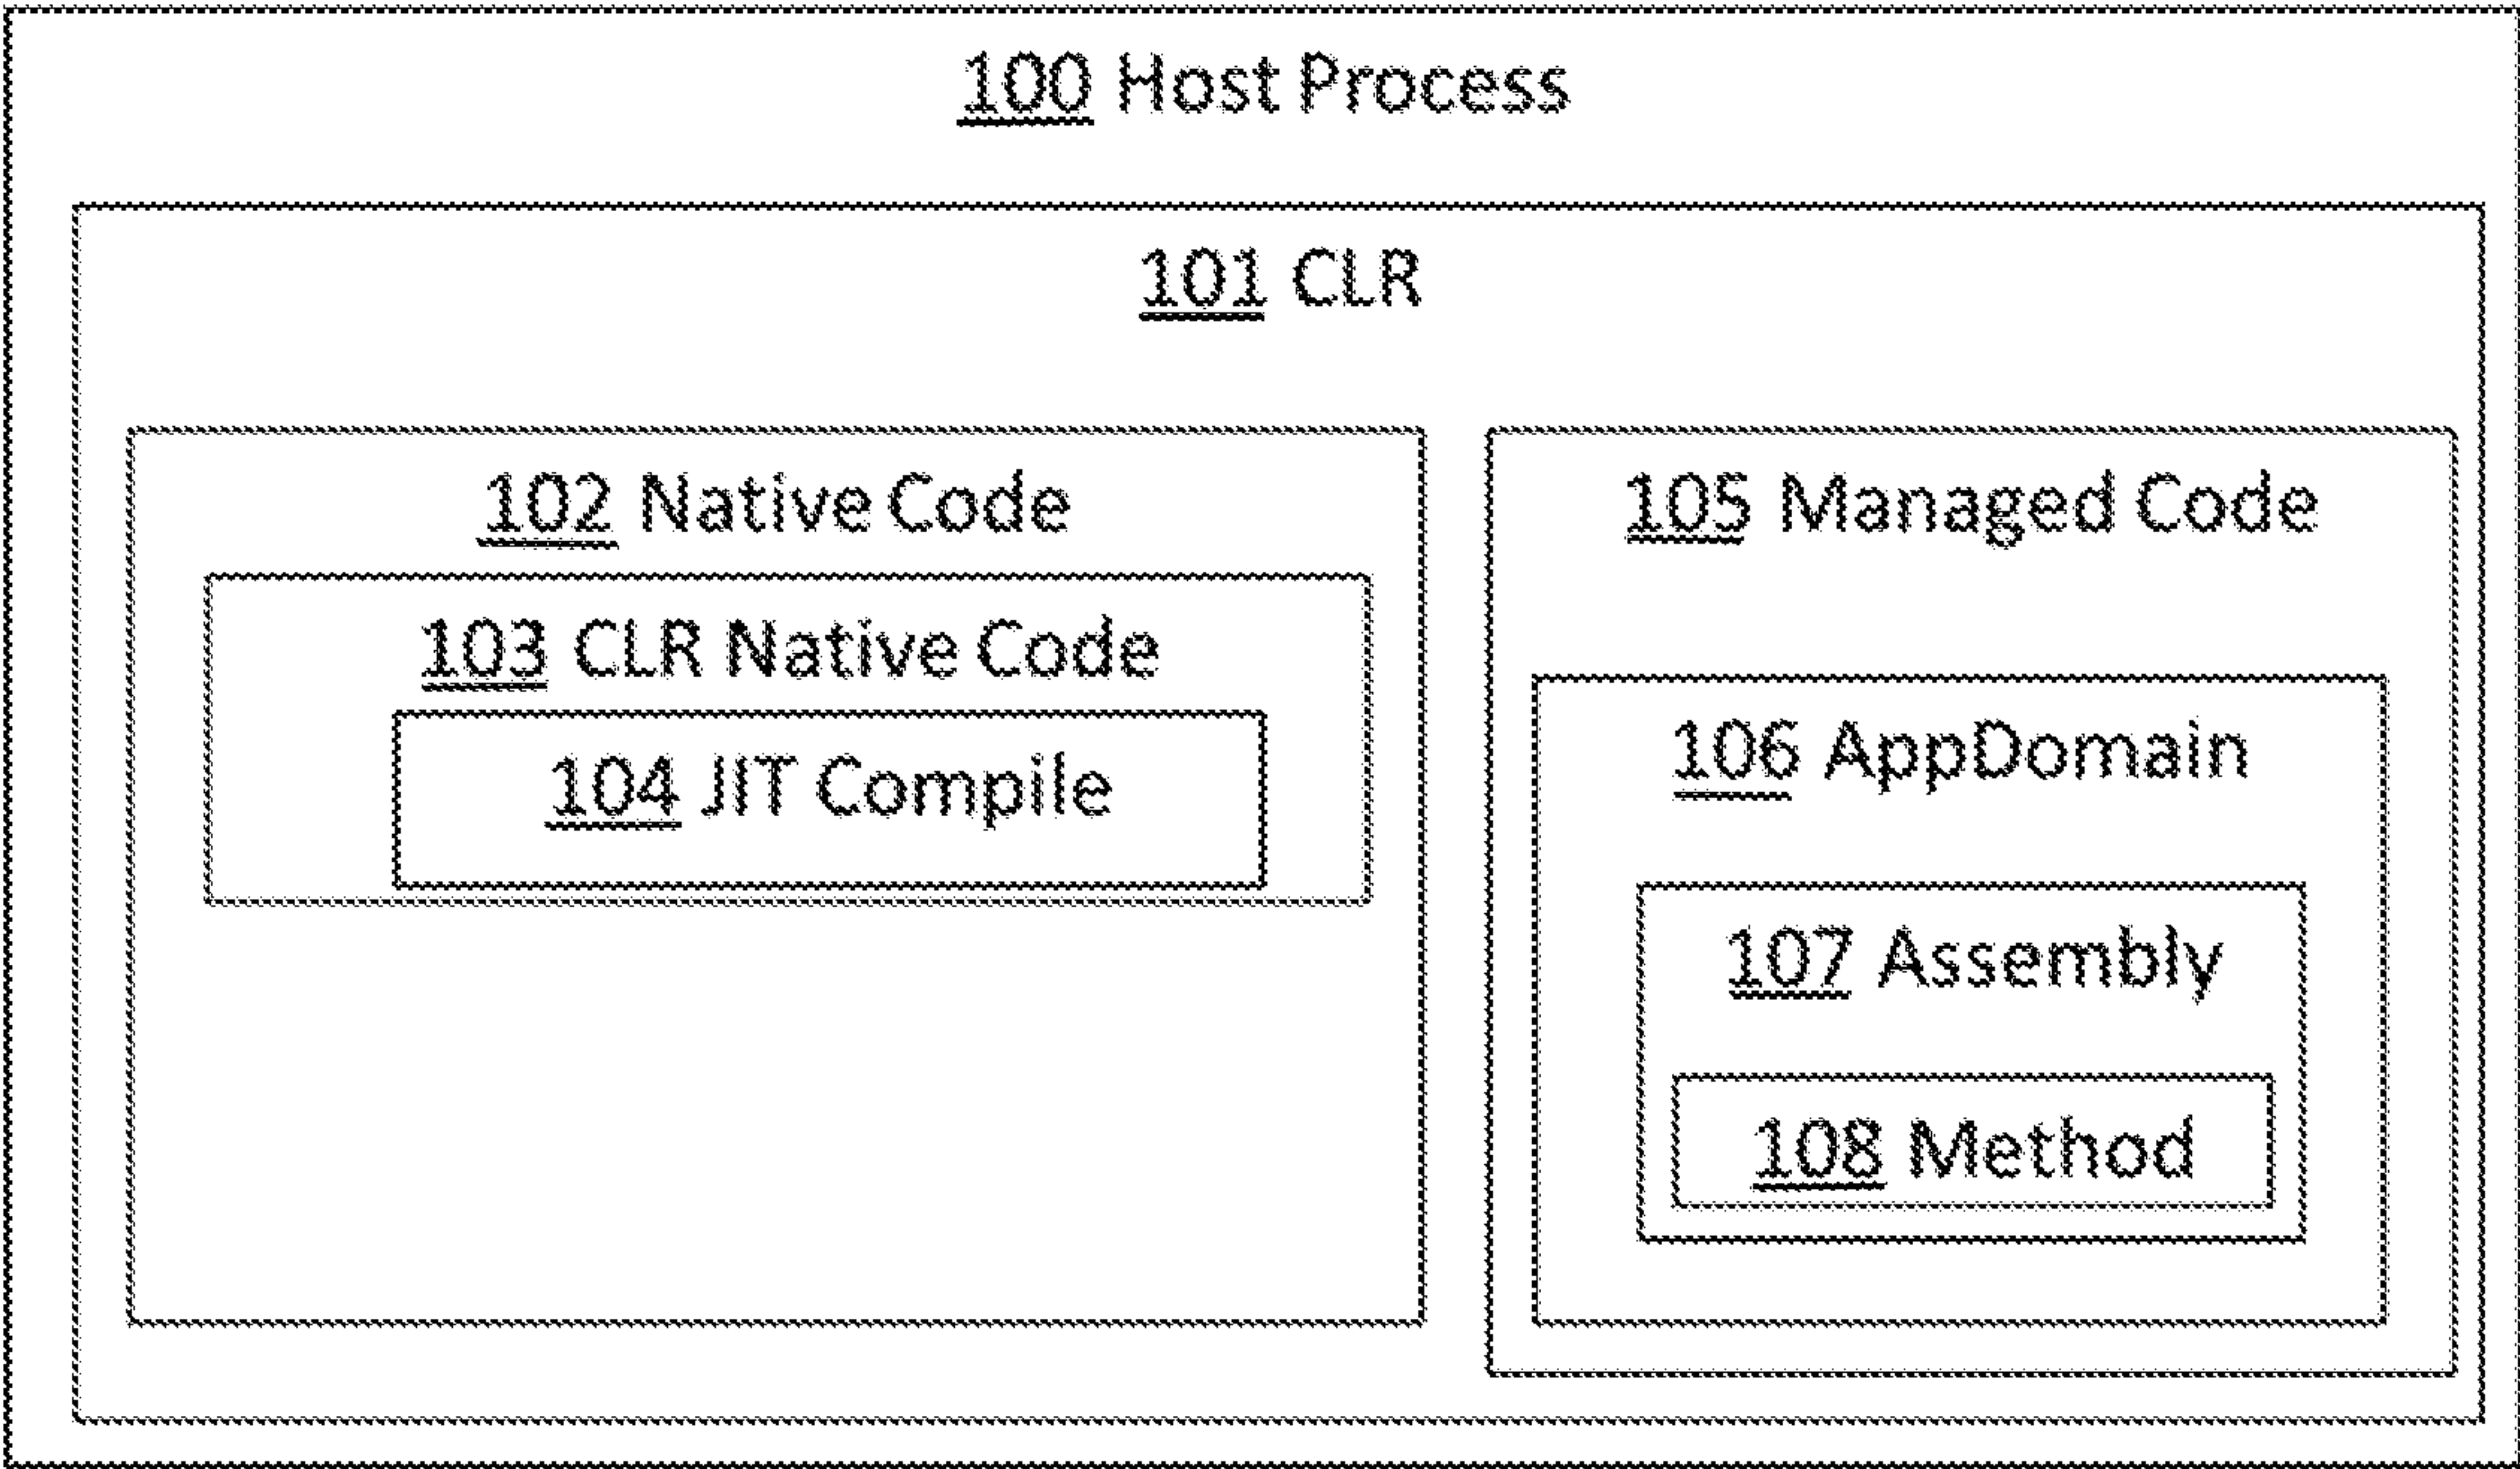 100 Host Process
101 CLR
102 Native Code
103 CLR Native Code
104 JIT Compile
105 Managed Code
106 AppDomain
107 Assembly
108 Method